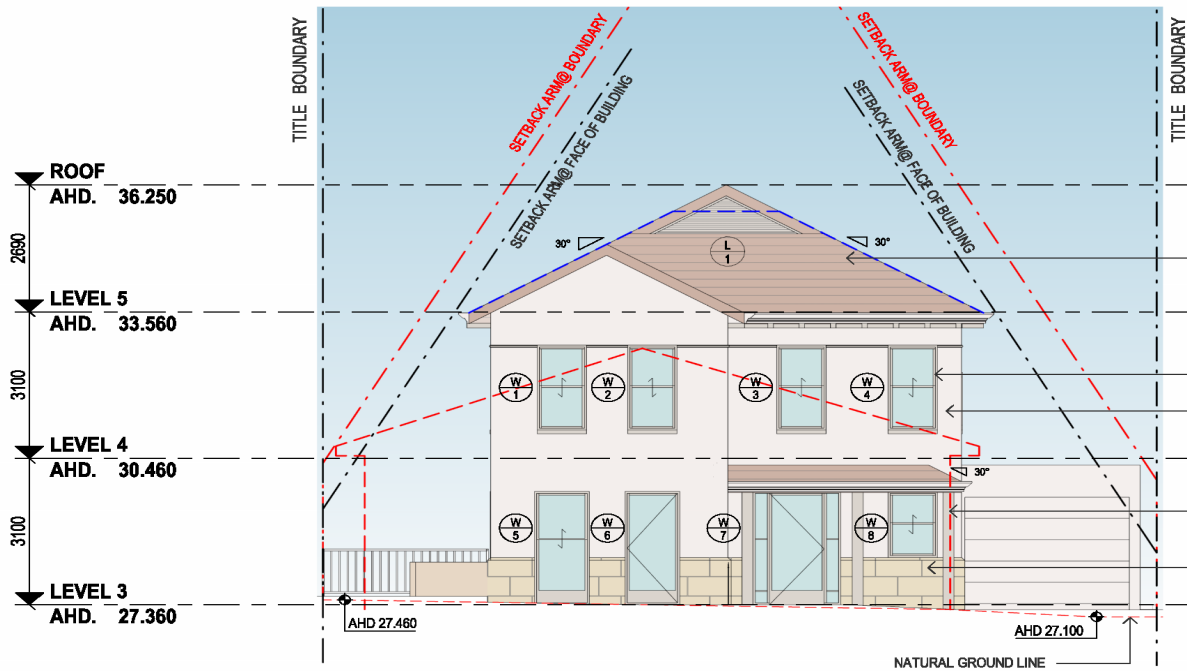 TITLE BOUNDARY
TITLE BOUNDARY
SETBACK ARM@ BOUNDARY
SETBACK ARM@ FACE OF BUILDING
SETBACK ARM@ BOUNDARY
SETBACK ARM@ FACE OF BUILDING
ROOF
AHD. 36.250
2690
30°
L
1
30°
LEVEL 5
AHD. 33.560
3100
W
1
W
2
W
3
W
4
LEVEL 4
AHD. 30.460
30°
3100
W
5
W
6
W
7
W
8
LEVEL 3
AHD. 27.360
AHD 27.460
AHD 27.100
NATURAL GROUND LINE